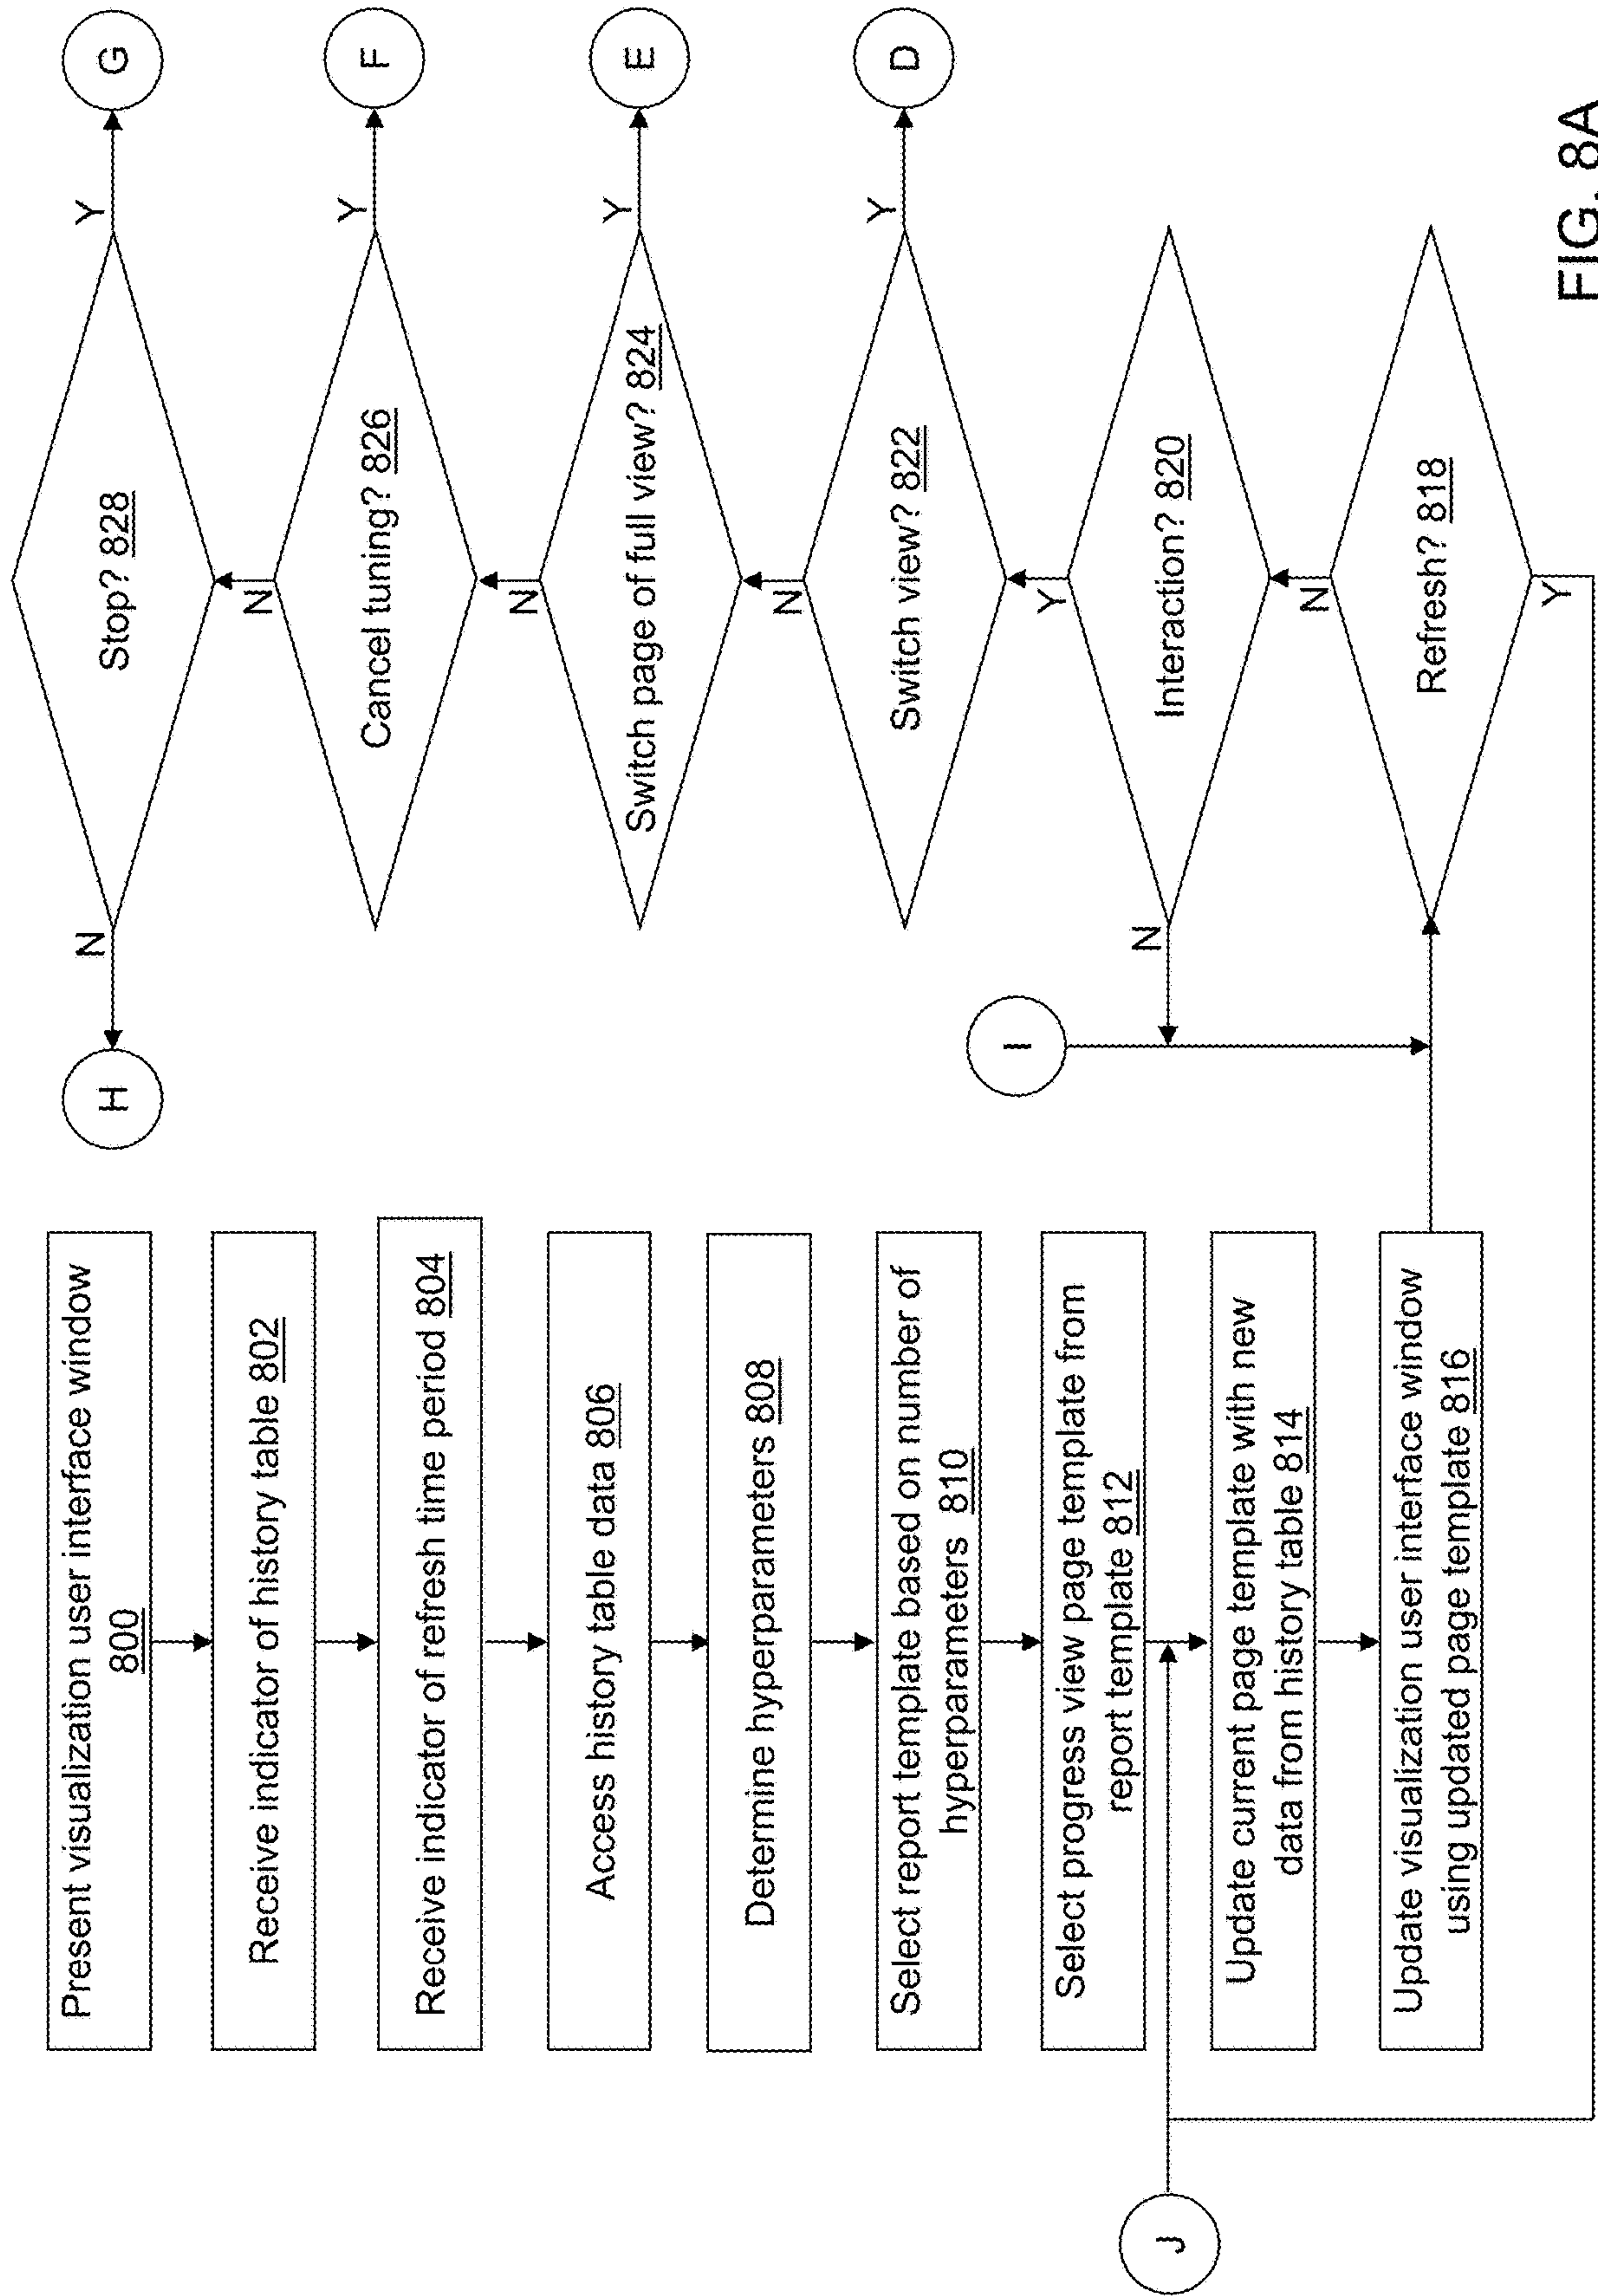 Present visualization user interface window
800
Receive indicator of history table 802
Receive indicator of refresh time period 804
Access history table data 806
Determine hyperparameters 808
Select report template based on number of
hyperparameters 810
Select progress view page template from
report template 812
Update current page template with new
data from history table 814
Update visualization user interface window
using updated page template 816
J
H
N
Stop? 828
Y
G
N
Cancel tuning? 826
Y
F
N
Switch page of full view? 824
Y
E
N
Switch view? 822
Y
D
Y
I
N
Interaction? 820
N
Refresh? 818
Y
FIG. 8A